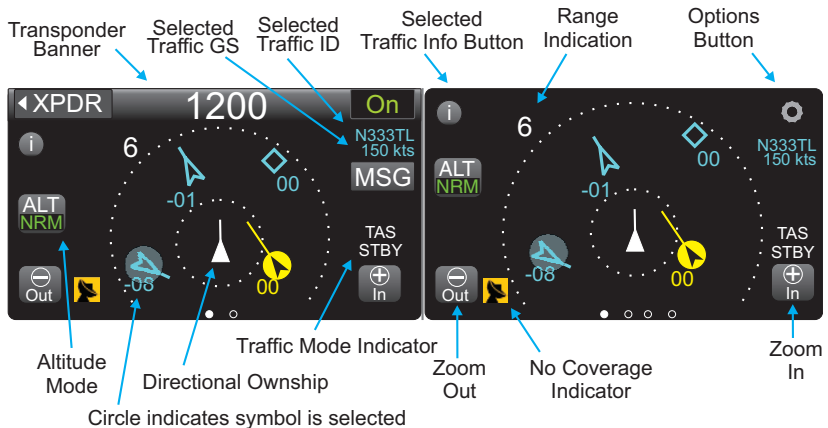 Transponder
Banner
Selected
Traffic GS
Selected
Traffic ID
Selected
Traffic Info Button
Range
Indication
Options
Button
XPDR
1200
On
i
6
N333TL
150 kts
MSG
ALT
NRM
-01
00
TAS
STBY
-08
00
Out
In
i
6
N333TL
150 kts
ALT
NRM
-01
00
TAS
STBY
-08
00
Out
In
Altitude
Mode
Directional Ownship
Traffic Mode Indicator
Circle indicates symbol is selected
Zoom
Out
No Coverage
Indicator
Zoom
In